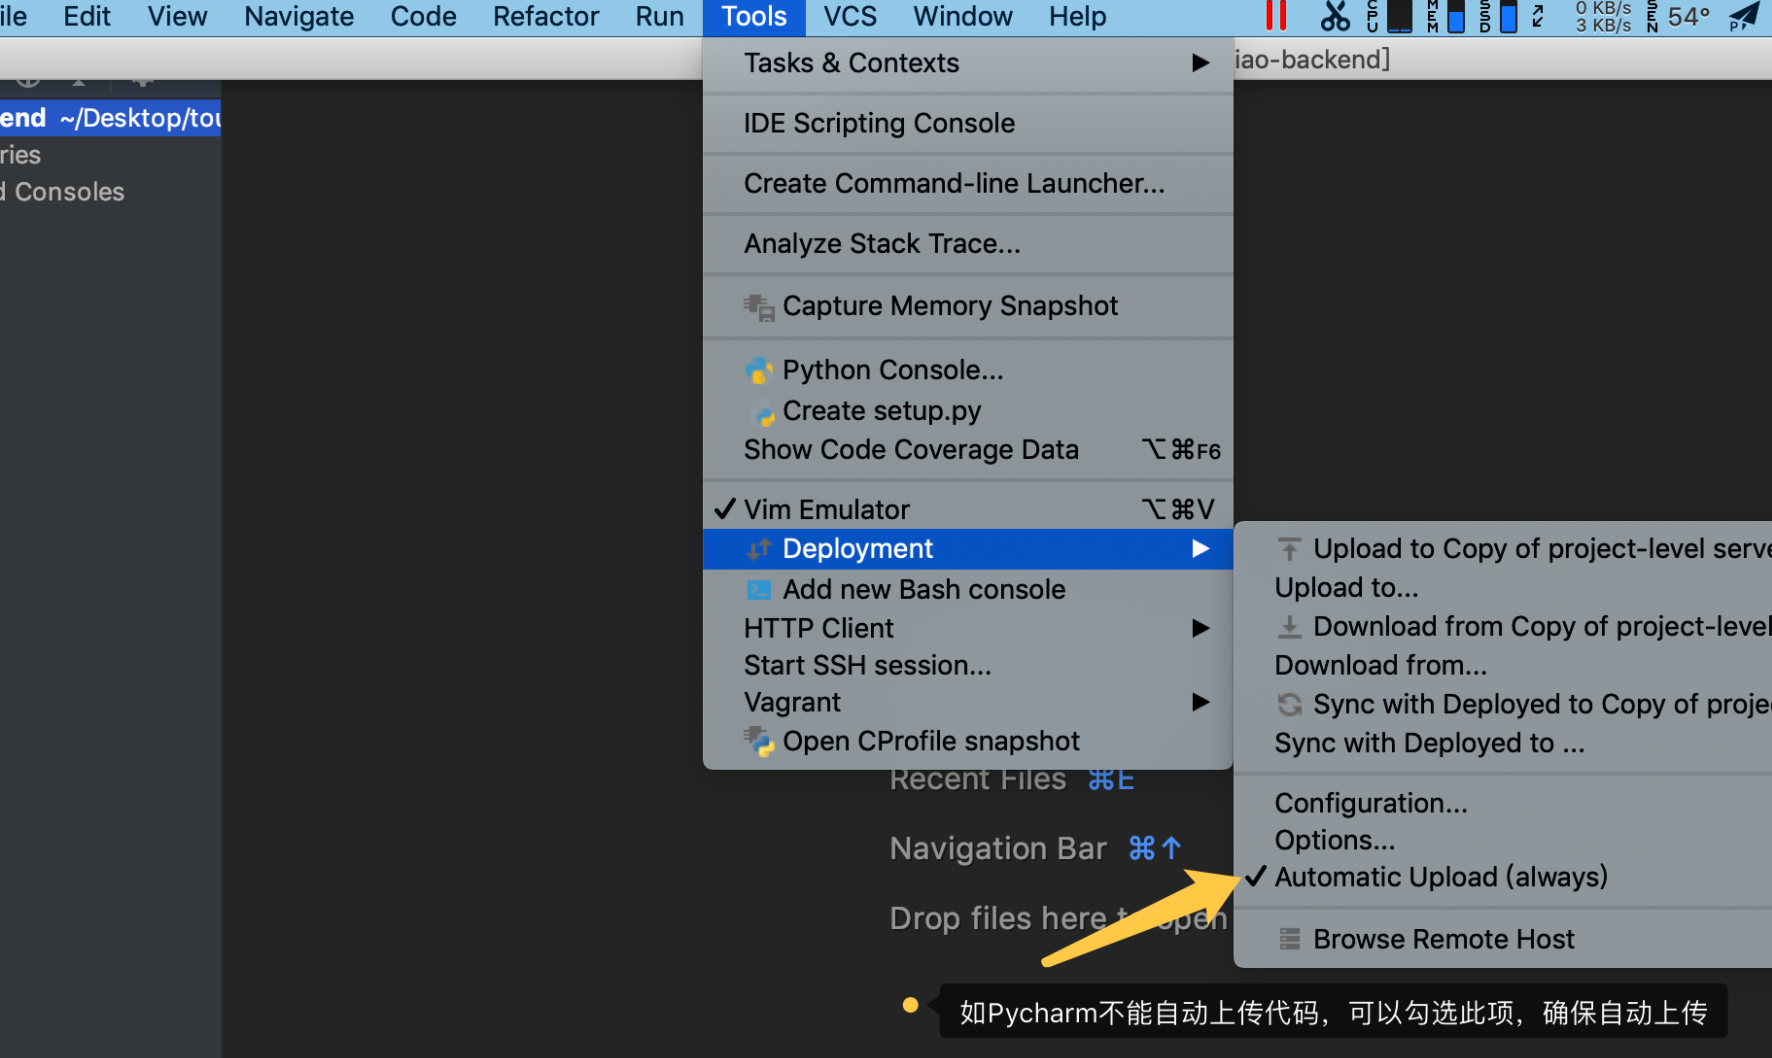 ile Edit View Navigate Code Refactor Run Tools VCS Window Help CPU MEM SSD 0 KB/s 3 KB/s SEN 54°
iao-backend]
end ~/Desktop/tou
ries
d Consoles
Tasks & Contexts
IDE Scripting Console
Create Command-line Launcher...
Analyze Stack Trace...
Capture Memory Snapshot
Python Console...
Create setup.py
Show Code Coverage Data ⌥⌘F6
✓ Vim Emulator ⌥⌘V
Deployment
Add new Bash console
HTTP Client
Start SSH session...
Vagrant
Open CProfile snapshot
Upload to Copy of project-level serve
Upload to...
Download from Copy of project-level
Download from...
Sync with Deployed to Copy of proje
Sync with Deployed to ...
Configuration...
Options...
✓ Automatic Upload (always)
Browse Remote Host
Recent Files ⌘E
Navigation Bar ⌘↑
Drop files here to open
如Pycharm不能自动上传代码，可以勾选此项，确保自动上传